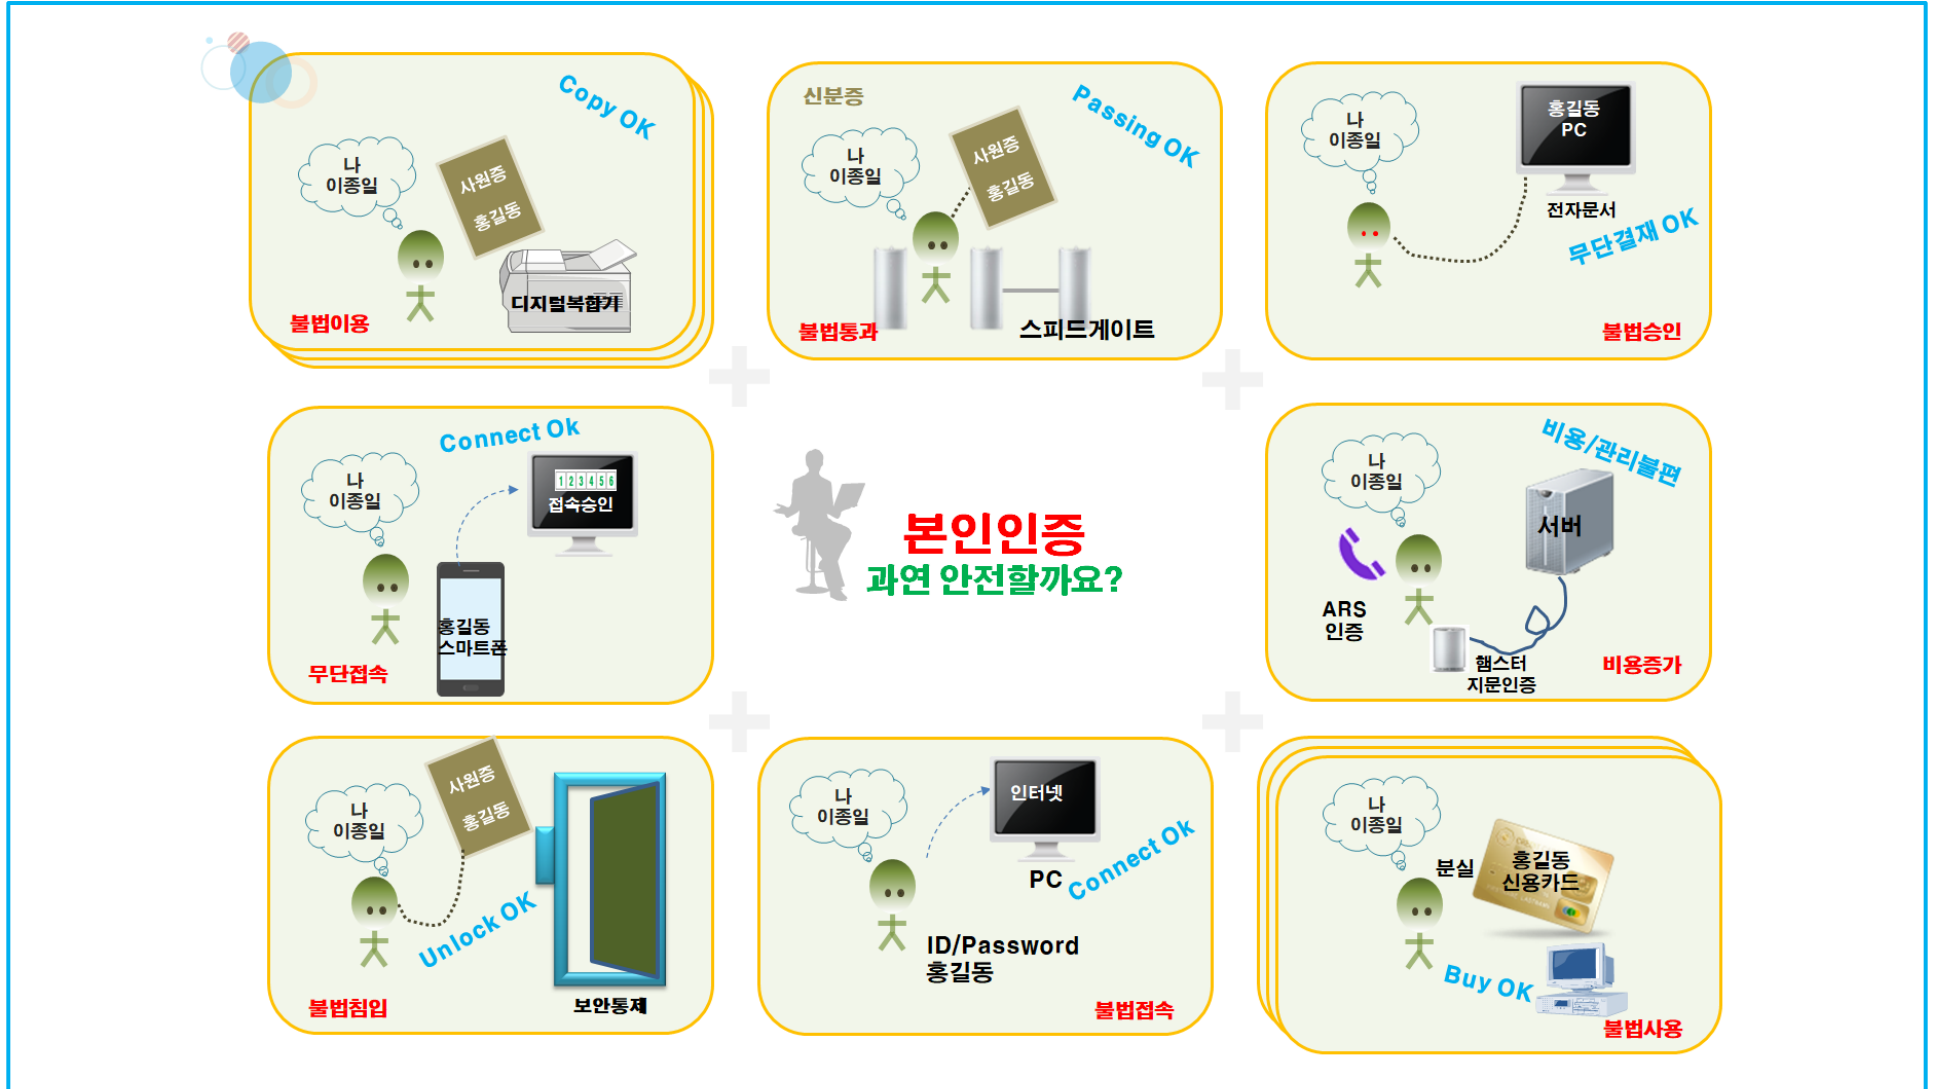 Copy OK
나
이종일
사원증
홍길동
디지털복합기
불법이용
신분증
Passing OK
나
이종일
사원증
홍길동
불법통과
스피드게이트
나
이종일
홍길동
PC
전자문서
무단결재 OK
불법승인
Connect Ok
나
이종일
1 2 3 4 5 6
접속승인
홍길동
스마트폰
무단접속
본인인증
과연 안전할까요?
비용/관리불편
나
이종일
서버
ARS
인증
햄스터
지문인증
비용증가
사원증
홍길동
나
이종일
Unlock OK
보안통제
불법침입
나
이종일
인터넷
PC
Connect Ok
ID/Password
홍길동
불법접속
나
이종일
분실
홍길동
신용카드
Buy OK
불법사용